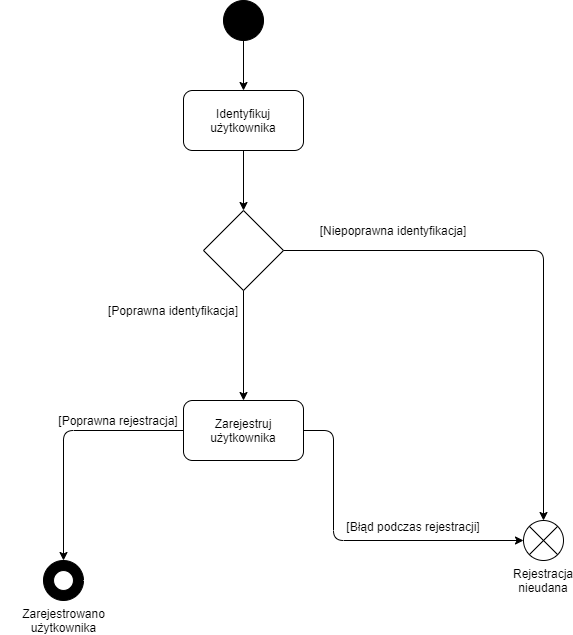 Identyfikuj
użytkownika
[Niepoprawna identyfikacja]
[Poprawna identyfikacja]
[Poprawna rejestracja]
Zarejestruj
użytkownika
[Błąd podczas rejestracji]
Rejestracja
nieudana
Zarejestrowano
użytkownika